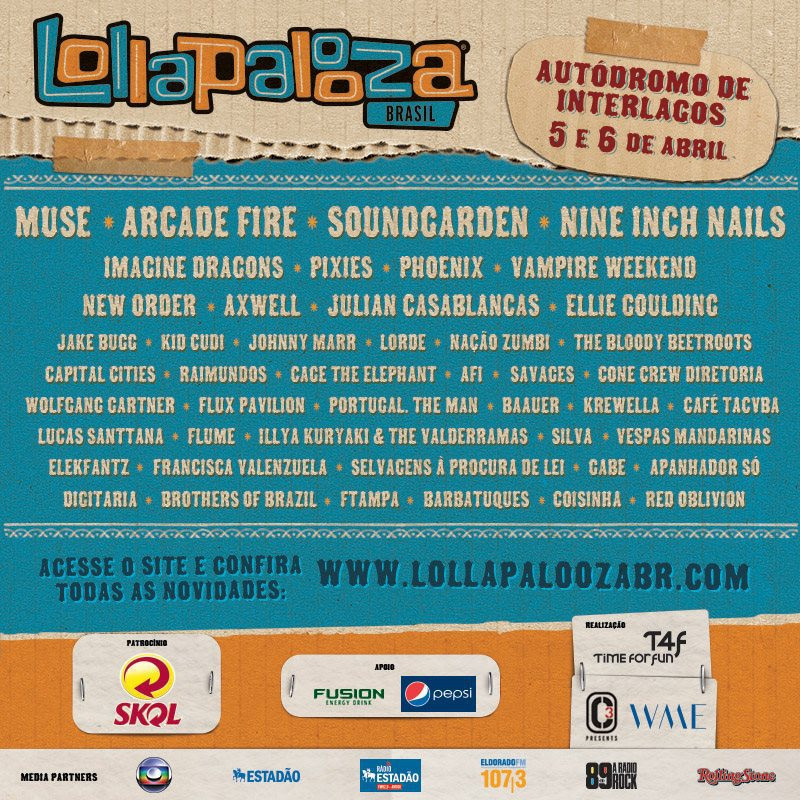 LOLLAPALOOZA®
BRASIL
AUTÓDROMO DE
INTERLAGOS
5 E 6 DE ABRIL
MUSE * ARCADE FIRE * SOUNDGARDEN * NINE INCH NAILS
IMAGINE DRAGONS * PIXIES * PHOENIX * VAMPIRE WEEKEND
NEW ORDER * AXWELL * JULIAN CASABLANCAS * ELLIE GOULDING
JAKE BUGG * KID CUDI * JOHNNY MARR * LORDE * NAÇÃO ZUMBI * THE BLOODY BEETROOTS
CAPITAL CITIES * RAIMUNDOS * CAGE THE ELEPHANT * AFI * SAVAGES * CONE CREW DIRETORIA
WOLFGANG GARTNER * FLUX PAVILION * PORTUGAL. THE MAN * BAAUER * KREWELLA * CAFÉ TACVBA
LUCAS SANTTANA * FLUME * ILLYA KURYAKI & THE VALDERRAMAS * SILVA * VESPAS MANDARINAS
ELEKFANTZ * FRANCISCA VALENZUELA * SELVAGENS À PROCURA DE LEI * GABE * APANHADOR SÓ
DIGITARIA * BROTHERS OF BRAZIL * FTAMPA * BARBATUQUES * COISINHA * RED OBLIVION
ACESSE O SITE E CONFIRA
TODAS AS NOVIDADES:
WWW.LOLLAPALOOZABR.COM
PATROCÍNIO
SKOL
APOIO
FUSION
ENERGY DRINK
pepsi
REALIZAÇÃO
T4F
TIME FOR FUN
C3
PRESENTS
WME
MEDIA PARTNERS
ESTADÃO
RÁDIO
ESTADÃO
ELDORADO FM
107,3
89 A RÁDIO
ROCK
Rolling Stone